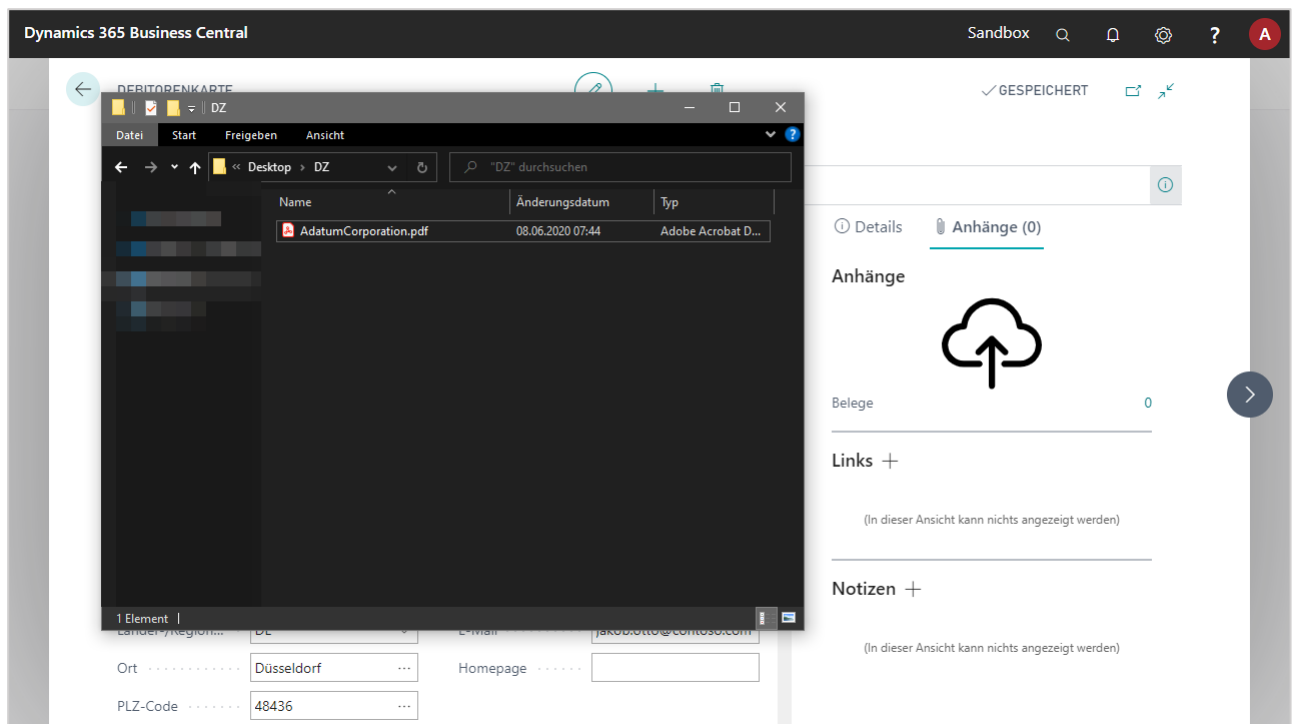 Dynamics 365 Business Central
Sandbox
?
A
DEBITORENKARTE
GESPEICHERT
DZ
Datei Start Freigeben Ansicht
?
« Desktop › DZ
"DZ" durchsuchen
Name Änderungsdatum Typ
AdatumCorporation.pdf 08.06.2020 07:44 Adobe Acrobat D...
1 Element
Details Anhänge (0)
Anhänge
Belege 0
Links
(In dieser Ansicht kann nichts angezeigt werden)
Notizen
(In dieser Ansicht kann nichts angezeigt werden)
Länder-/Region... DE E-Mail jakob.otto@contoso.com
Ort Düsseldorf ... Homepage
PLZ-Code 48436 ...